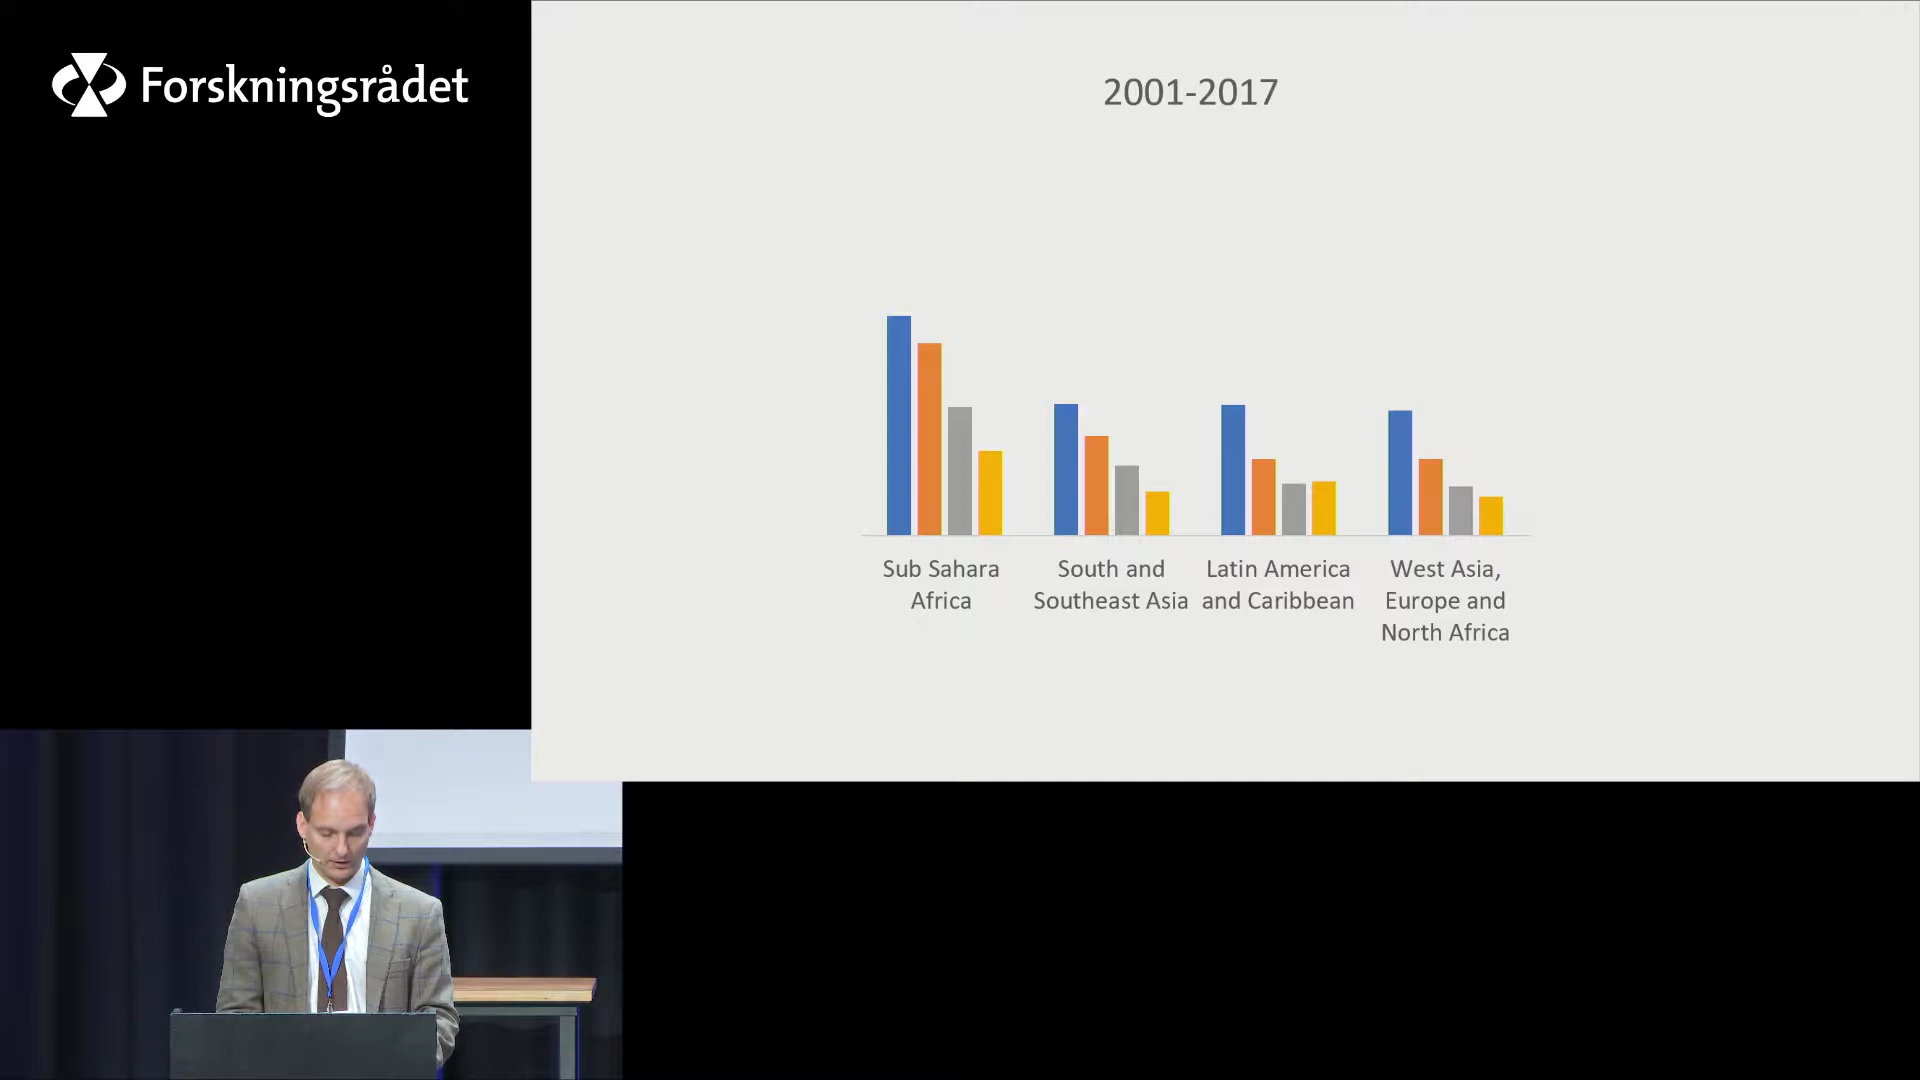 Forskningsrådet
2001-2017
Sub Sahara
Africa
South and
Southeast Asia
Latin America
and Caribbean
West Asia,
Europe and
North Africa